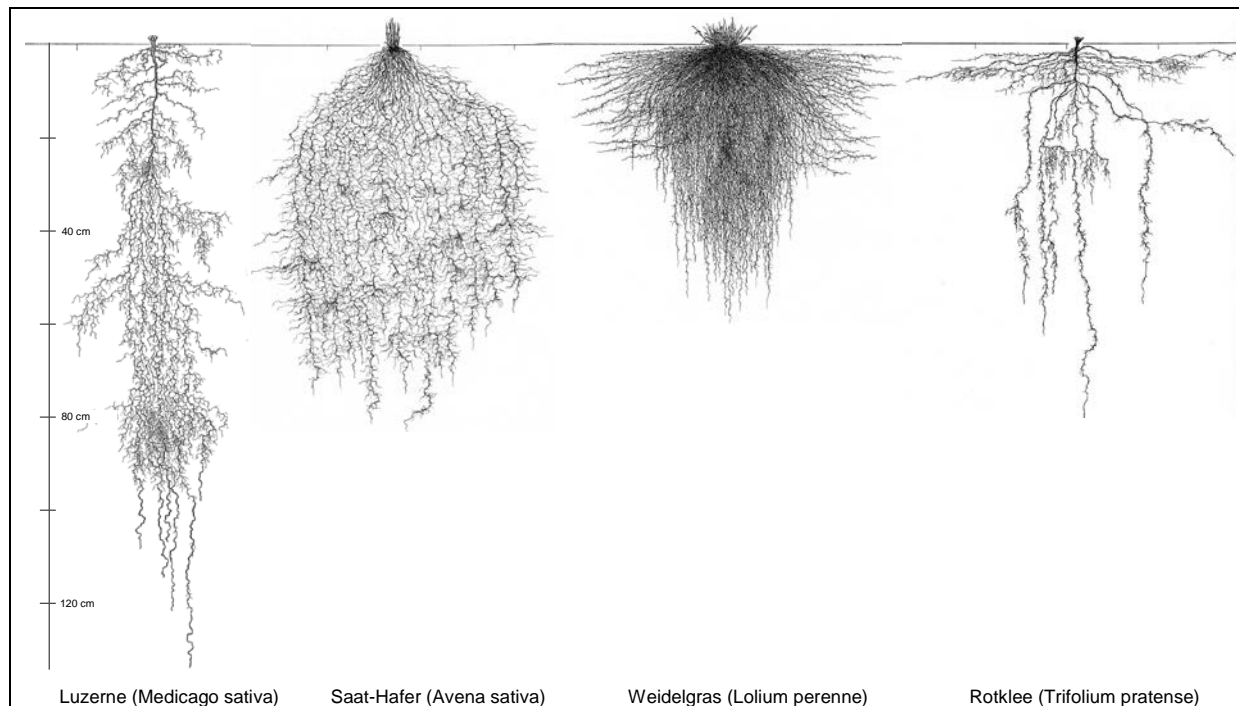 40 cm
80 cm
120 cm
Luzerne (Medicago sativa)
Saat-Hafer (Avena sativa)
Weidelgras (Lolium perenne)
Rotklee (Trifolium pratense)